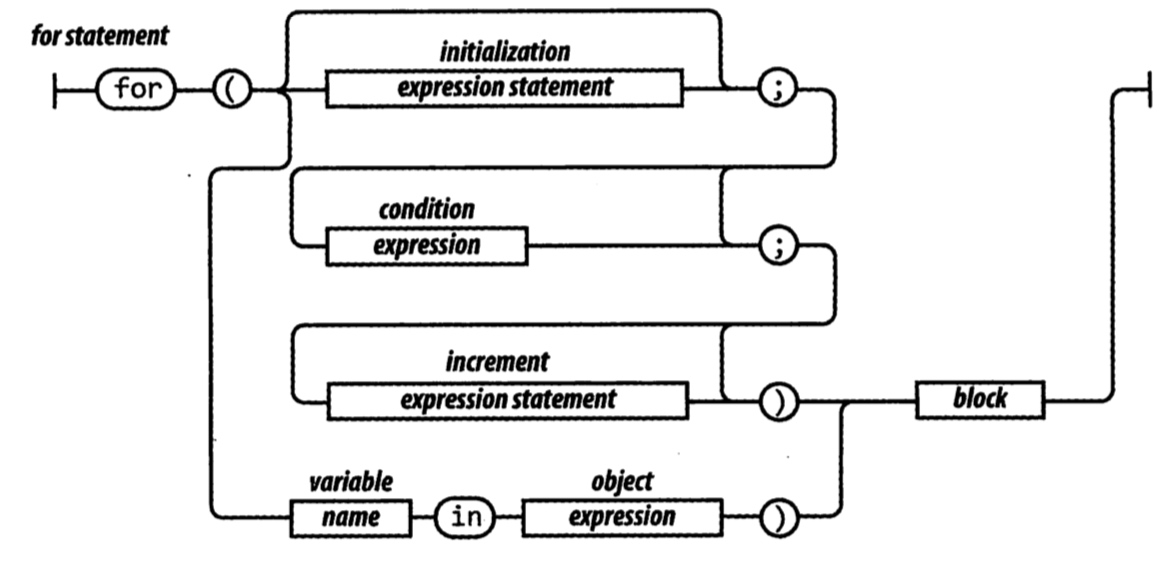 for statement
for ( initialization
expression statement ;
condition
expression ;
increment
expression statement ) block
variable object
name in expression )